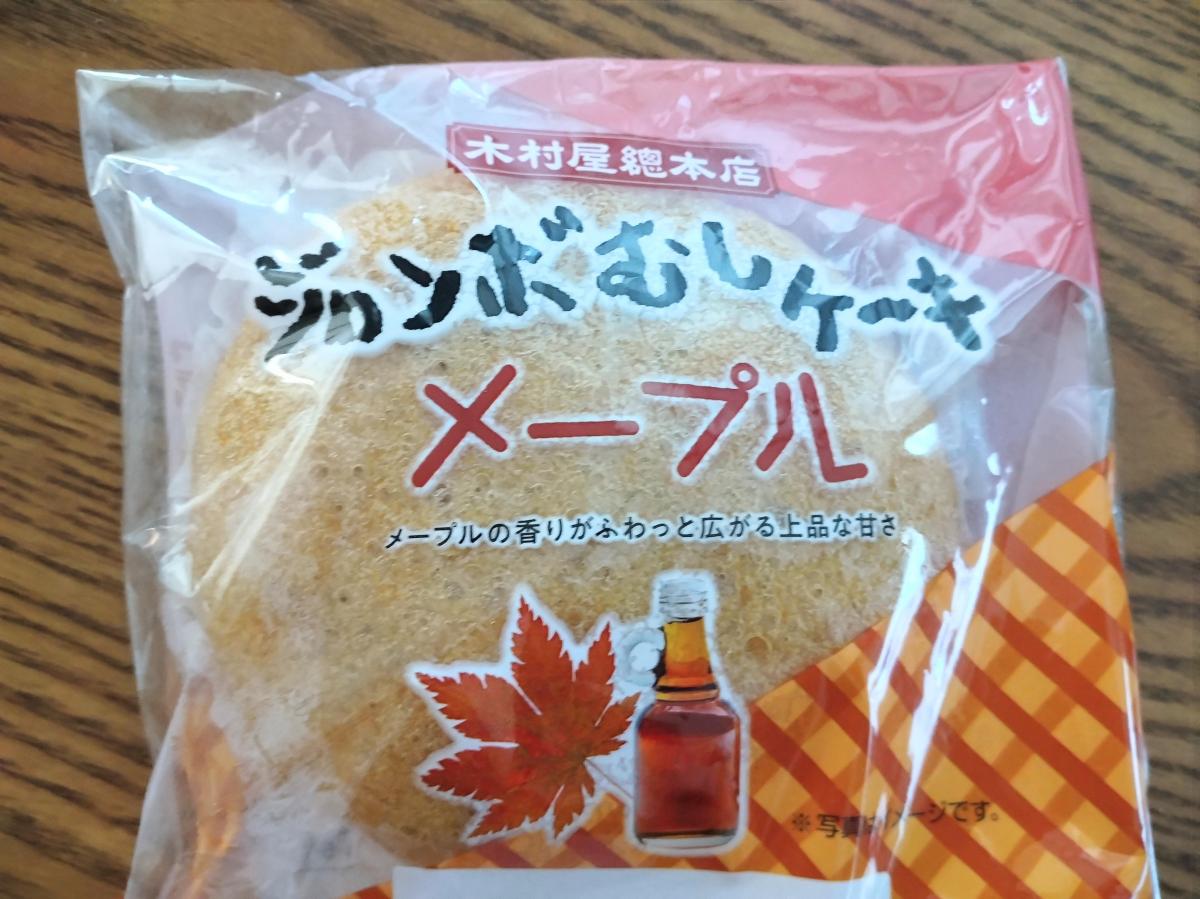 木村屋總本店
ジャンボむしケーキ
メープル
メープルの香りがふわっと広がる上品な甘さ
※写真はイメージです。